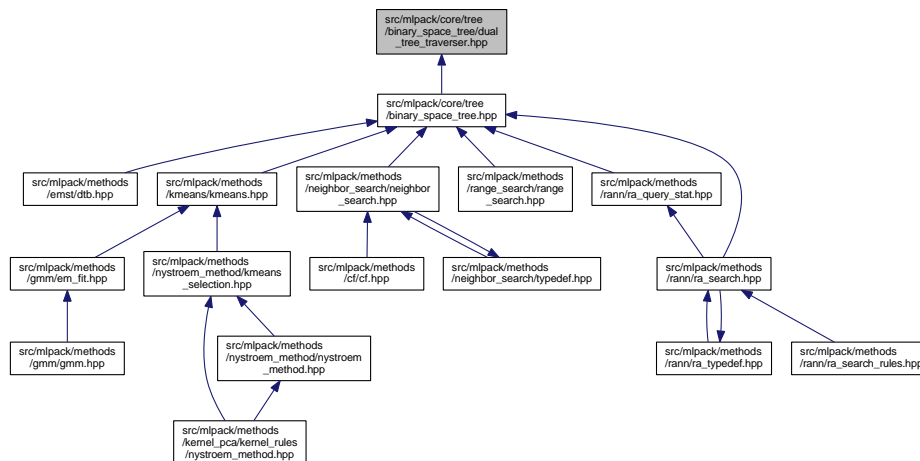 src/mlpack/core/tree
/binary_space_tree/dual
_tree_traverser.hpp
src/mlpack/core/tree
/binary_space_tree.hpp
src/mlpack/methods
/emst/dtb.hpp
src/mlpack/methods
/kmeans/kmeans.hpp
src/mlpack/methods
/neighbor_search/neighbor
_search.hpp
src/mlpack/methods
/range_search/range
_search.hpp
src/mlpack/methods
/rann/ra_query_stat.hpp
src/mlpack/methods
/gmm/em_fit.hpp
src/mlpack/methods
/nystroem_method/kmeans
_selection.hpp
src/mlpack/methods
/cf/cf.hpp
src/mlpack/methods
/neighbor_search/typedef.hpp
src/mlpack/methods
/rann/ra_search.hpp
src/mlpack/methods
/gmm/gmm.hpp
src/mlpack/methods
/nystroem_method/nystroem
_method.hpp
src/mlpack/methods
/rann/ra_typedef.hpp
src/mlpack/methods
/rann/ra_search_rules.hpp
src/mlpack/methods
/kernel_pca/kernel_rules
/nystroem_method.hpp